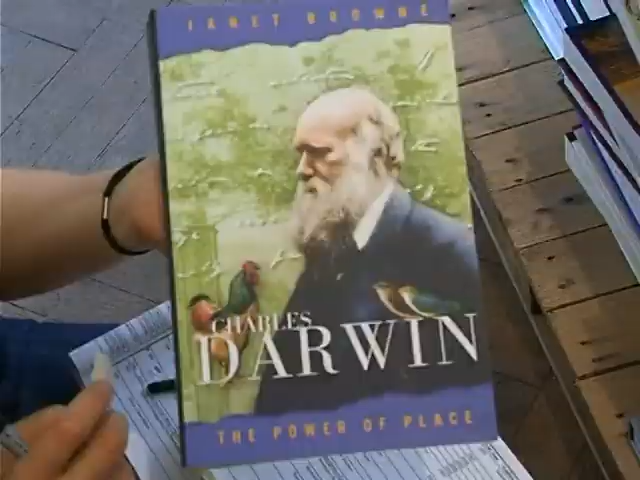 JANET BROWNE
CHARLES
DARWIN
THE POWER OF PLACE